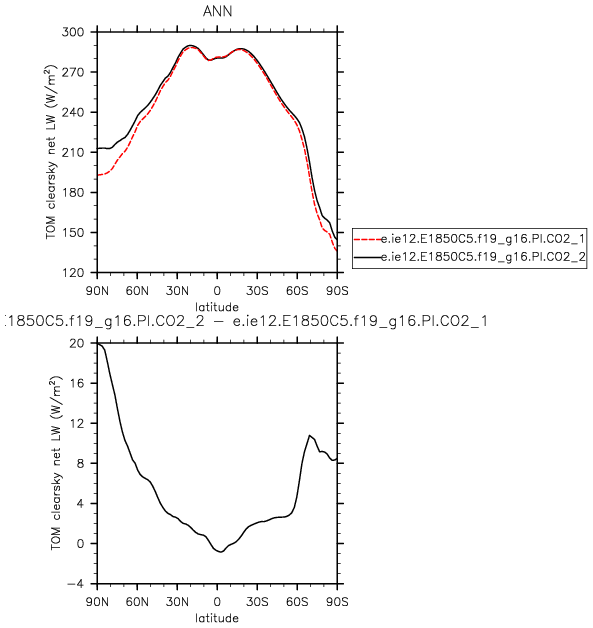 ANN
TOM clearsky net LW (W/m²)
300
270
240
210
180
150
120
90N 60N 30N 0 30S 60S 90S
latitude
e.ie12.E1850C5.f19_g16.PI.CO2_1
e.ie12.E1850C5.f19_g16.PI.CO2_2
:1850C5.f19_g16.PI.CO2_2 − e.ie12.E1850C5.f19_g16.PI.CO2_1
TOM clearsky net LW (W/m²)
20
16
12
8
4
0
−4
90N 60N 30N 0 30S 60S 90S
latitude